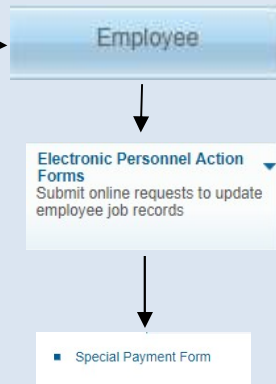 Employee
Electronic Personnel Action
Forms
Submit online requests to update
employee job records
Special Payment Form